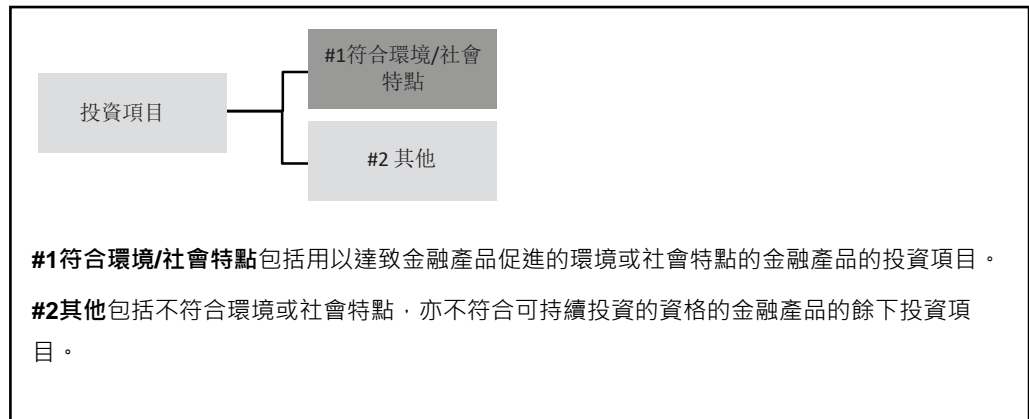 #1符合環境/社會
特點
投資項目
#2 其他
#1符合環境/社會特點包括用以達致金融產品促進的環境或社會特點的金融產品的投資項目。
#2其他包括不符合環境或社會特點，亦不符合可持續投資的資格的金融產品的餘下投資項
目。